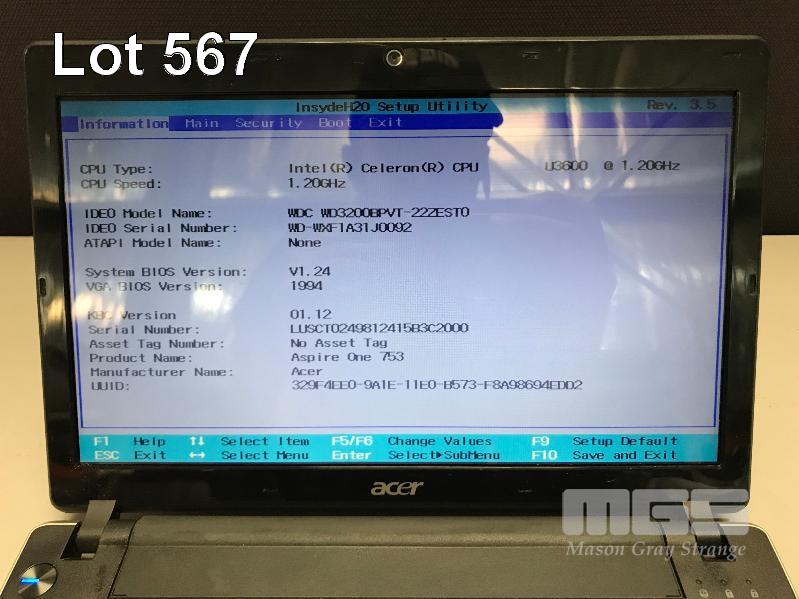 Lot 567
InsydeH20 Setup Utility Rev. 3.5
Information Main Security Boot Exit
CPU Type: Intel(R) Celeron(R) CPU U3600 @ 1.20GHz
CPU Speed: 1.20GHz
IDE0 Model Name: WDC WD3200BPVT-22ZEST0
IDE0 Serial Number: WD-WXF1A31J0092
ATAPI Model Name: None
System BIOS Version: V1.24
VGA BIOS Version: 1994
KBC Version 01.12
Serial Number: LUSCT0249812415B3C2000
Asset Tag Number: No Asset Tag
Product Name: Aspire One 753
Manufacturer Name: Acer
UUID: 329F4EE0-9A1E-11E0-B573-F8A98694EDD2
F1 Help ↑↓ Select Item F5/F6 Change Values F9 Setup Default
ESC Exit ↔ Select Menu Enter Select▶SubMenu F10 Save and Exit
acer
MGS
Mason Gray Strange